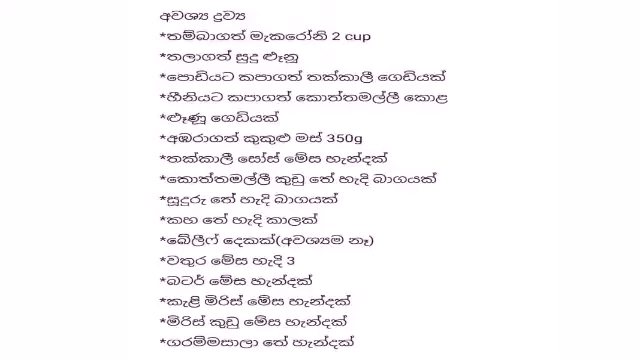 අවශ්‍ය ද්‍රව්‍ය
*තම්බාගත් මැකරෝනි 2 cup
*තලාගත් සුදු ළූනු
*පොඩියට කපාගත් තක්කාලී ගෙඩියක්
*හීනියට කපාගත් කොත්තමල්ලී කොළ
*ළූණු ගෙඩියක්
*අඹරාගත් කුකුළු මස් 350g
*තක්කාලී සෝස් මේස හැන්දක්
*කොත්තමල්ලී කුඩු තේ හැදි බාගයක්
*සූදුරු තේ හැදි බාගයක්
*කහ තේ හැදි කාලක්
*බේලීෆ් දෙකක්(අවශ්‍යම නෑ)
*වතුර මේස හැදි 3
*බටර් මේස හැන්දක්
*කැළි මිරිස් මේස හැන්දක්
*මිරිස් කුඩු මේස හැන්දක්
*ගරම්මසාලා තේ හැන්දක්